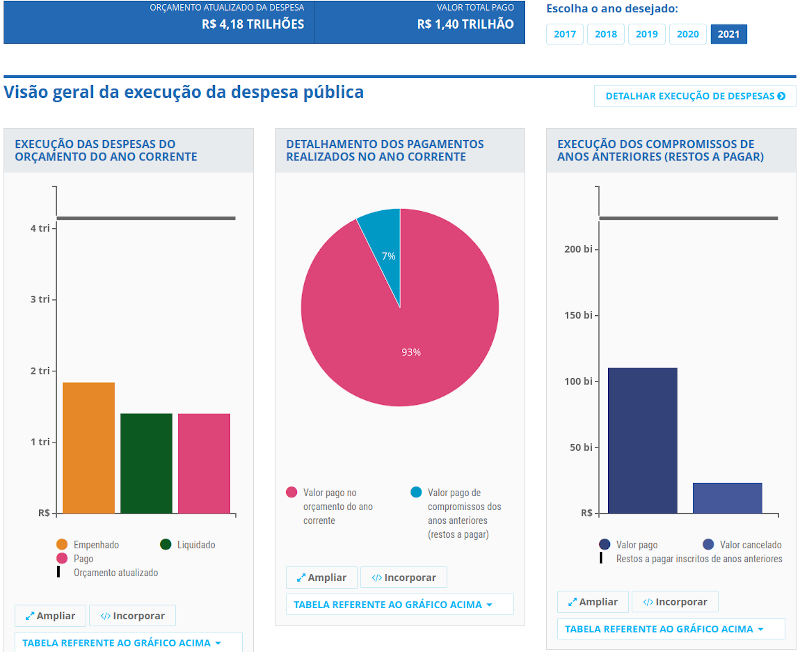 ORÇAMENTO ATUALIZADO DA DESPESA
R$ 4,18 TRILHÕES
VALOR TOTAL PAGO
R$ 1,40 TRILHÃO
Escolha o ano desejado:
2017 2018 2019 2020 2021
Visão geral da execução da despesa pública
DETALHAR EXECUÇÃO DE DESPESAS
EXECUÇÃO DAS DESPESAS DO
ORÇAMENTO DO ANO CORRENTE
4 tri
3 tri
2 tri
1 tri
R$
Empenhado
Liquidado
Pago
Orçamento atualizado
Ampliar
</> Incorporar
TABELA REFERENTE AO GRÁFICO ACIMA
DETALHAMENTO DOS PAGAMENTOS
REALIZADOS NO ANO CORRENTE
7%
93%
Valor pago no
orçamento do ano
corrente
Valor pago de
compromissos dos
anos anteriores
(restos a pagar)
Ampliar
</> Incorporar
TABELA REFERENTE AO GRÁFICO ACIMA
EXECUÇÃO DOS COMPROMISSOS DE
ANOS ANTERIORES (RESTOS A PAGAR)
200 bi
150 bi
100 bi
50 bi
R$
Valor pago
Valor cancelado
Restos a pagar inscritos de anos anteriores
Ampliar
</> Incorporar
TABELA REFERENTE AO GRÁFICO ACIMA